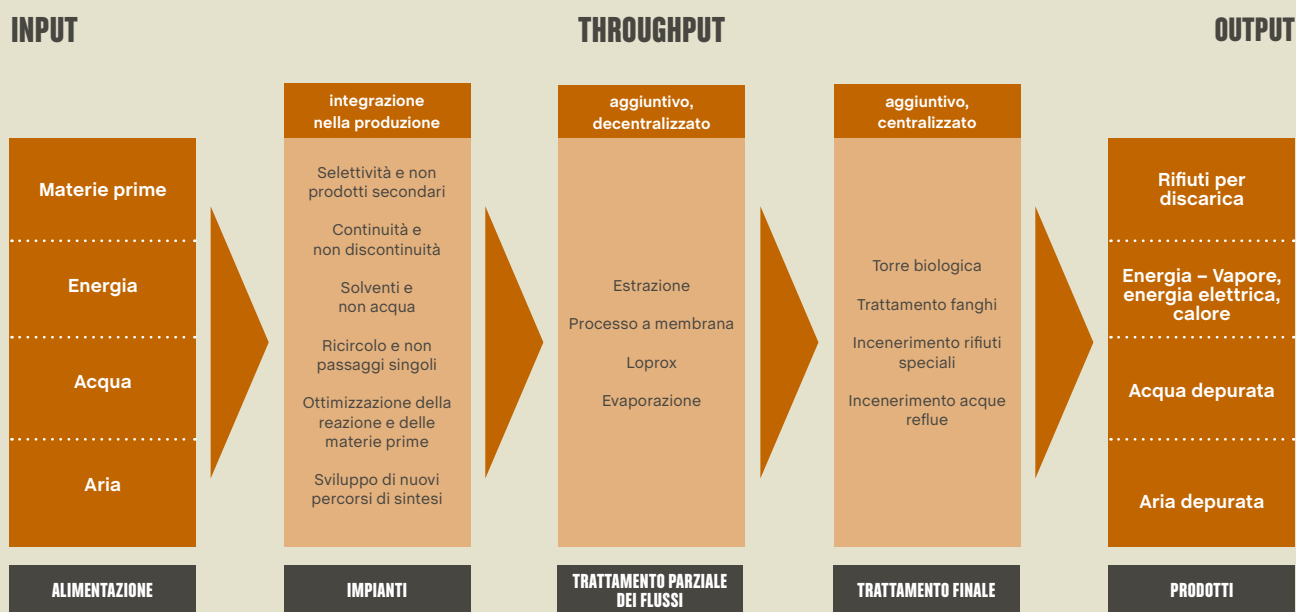 INPUT
THROUGHPUT
OUTPUT
Materie prime
Energia
Acqua
Aria
ALIMENTAZIONE
integrazione
nella produzione
Selettività e non
prodotti secondari
Continuità e
non discontinuità
Solventi e
non acqua
Ricircolo e non
passaggi singoli
Ottimizzazione della
reazione e delle
materie prime
Sviluppo di nuovi
percorsi di sintesi
IMPIANTI
aggiuntivo,
decentralizzato
Estrazione
Processo a membrana
Loprox
Evaporazione
TRATTAMENTO PARZIALE
DEI FLUSSI
aggiuntivo,
centralizzato
Torre biologica
Trattamento fanghi
Incenerimento rifiuti
speciali
Incenerimento acque
reflue
TRATTAMENTO FINALE
Rifiuti per
discarica
Energia – Vapore,
energia elettrica,
calore
Acqua depurata
Aria depurata
PRODOTTI